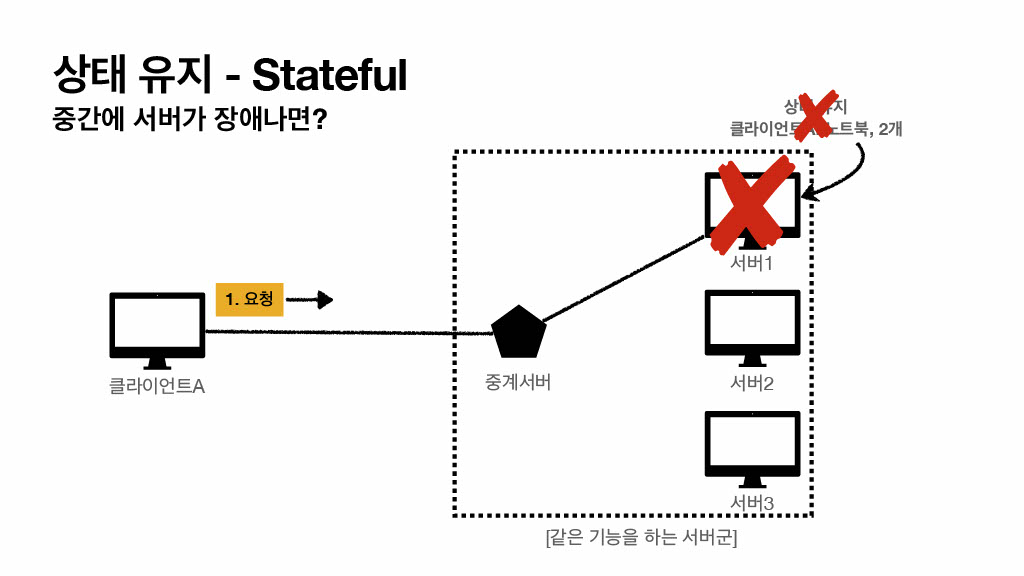 상태 유지 - Stateful
중간에 서버가 장애나면?
상태 유지
클라이언트A: 노트북, 2개
서버1
1. 요청
클라이언트A
중계서버
서버2
서버3
[같은 기능을 하는 서버군]